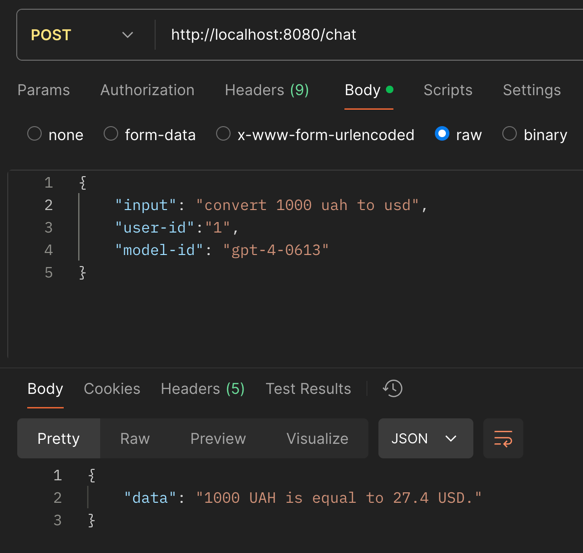 POST http://localhost:8080/chat
Params Authorization Headers (9) Body Scripts Settings
none form-data x-www-form-urlencoded raw binary
1 {
2 "input": "convert 1000 uah to usd",
3 "user-id":"1",
4 "model-id": "gpt-4-0613"
5 }
Body Cookies Headers (5) Test Results
Pretty Raw Preview Visualize JSON
1 {
2 "data": "1000 UAH is equal to 27.4 USD."
3 }